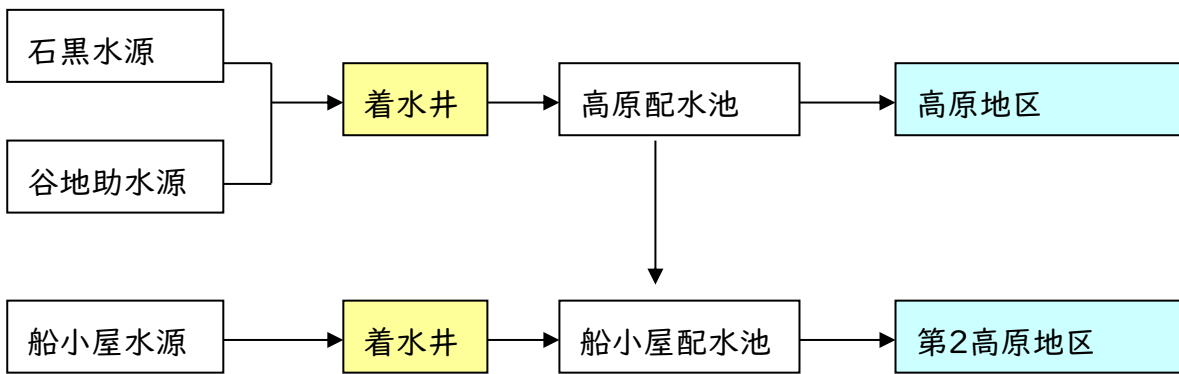 石黒水源
着水井
高原配水池
高原地区
谷地助水源
船小屋水源
着水井
船小屋配水池
第2高原地区